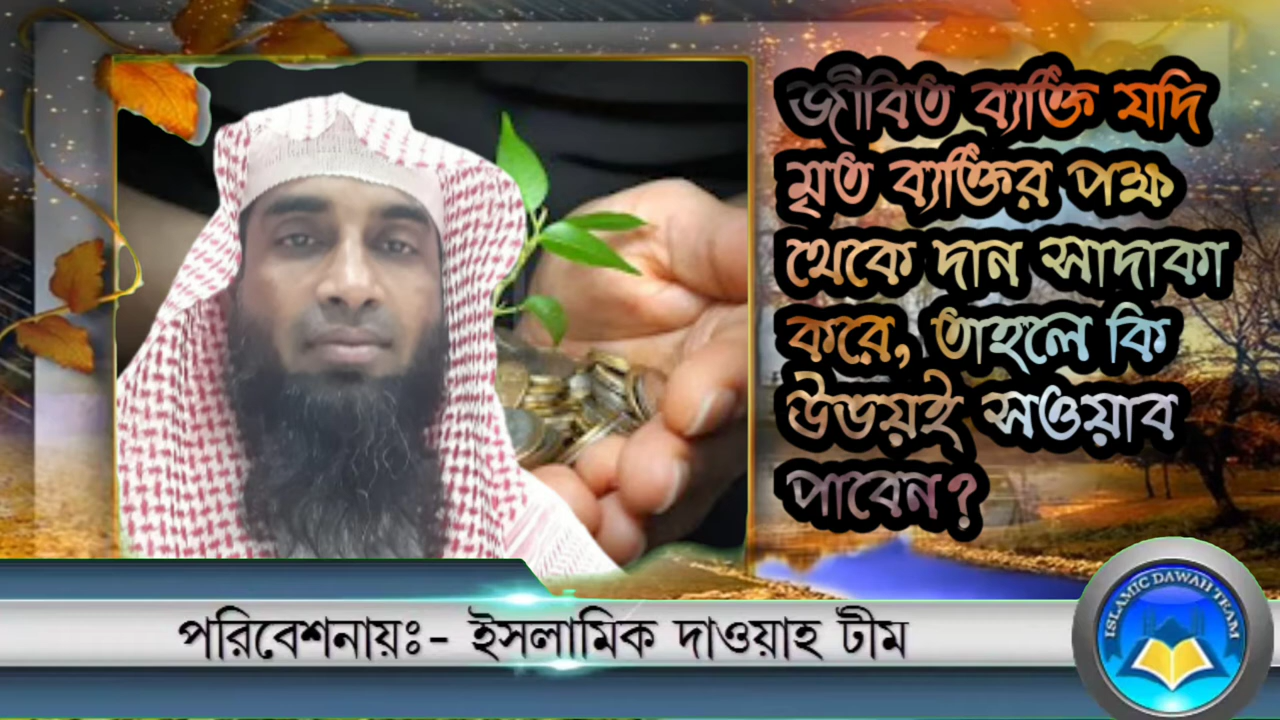 জীবিত ব্যক্তি যদি
মৃত ব্যক্তির পক্ষ
থেকে দান সাদাকা
করে, তাহলে কি
উভয়ই সওয়াব
পাবেন?
পরিবেশনায়ঃ- ইসলামিক দাওয়াহ টীম
ISLAMIC DAWAH TEAM